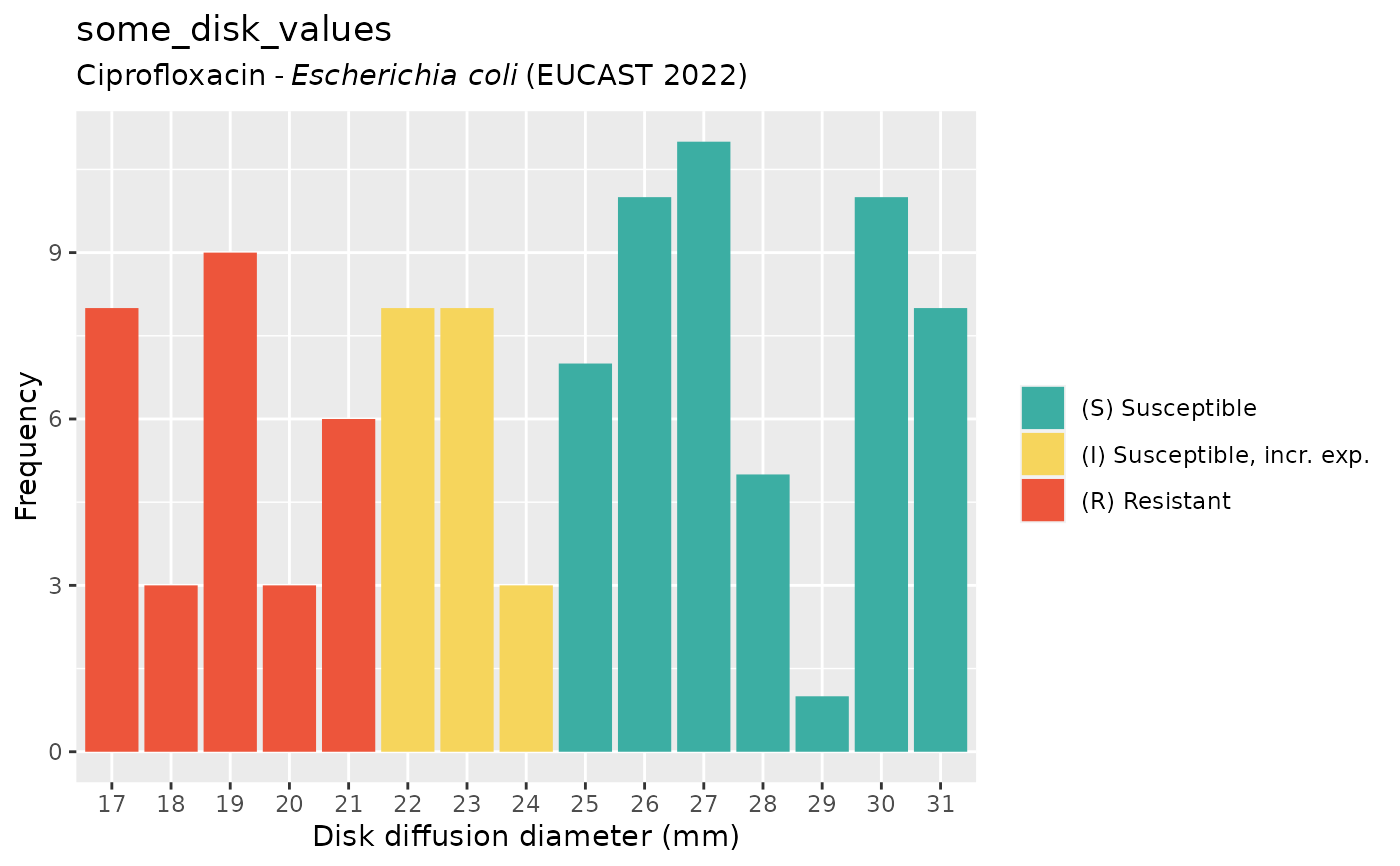 some_disk_values
Ciprofloxacin - Escherichia coli (EUCAST 2022)
Frequency
9
6
3
0
17 18 19 20 21 22 23 24 25 26 27 28 29 30 31
Disk diffusion diameter (mm)
(S) Susceptible
(I) Susceptible, incr. exp.
(R) Resistant